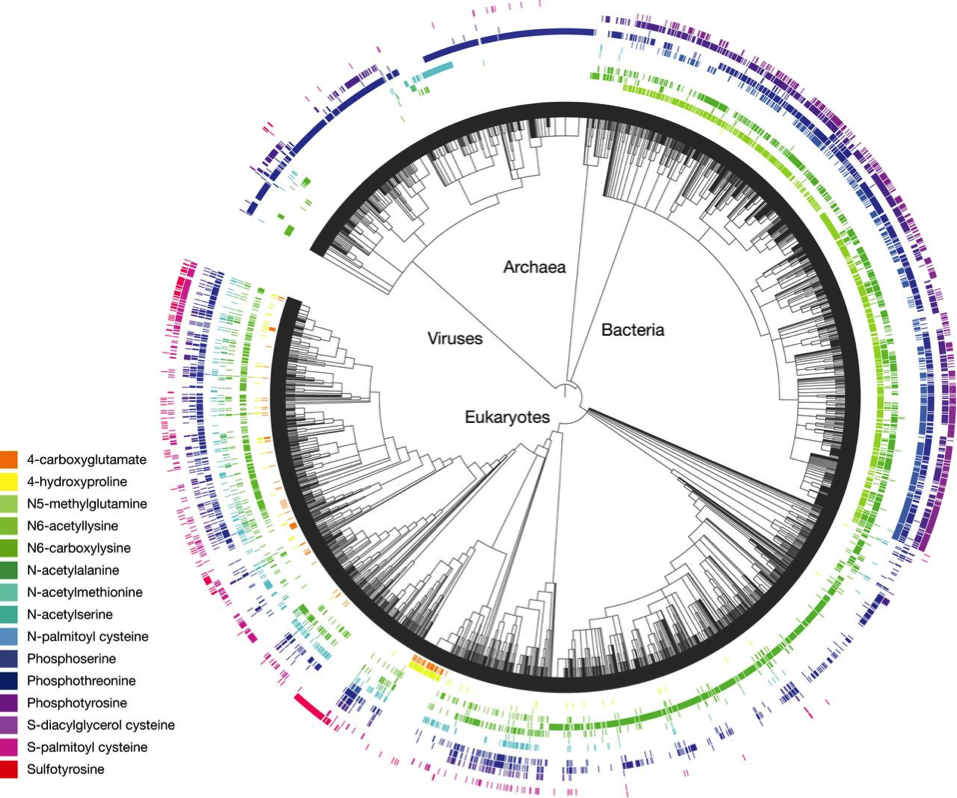 Archaea
Bacteria
Viruses
Eukaryotes
4-carboxyglutamate
4-hydroxyproline
N5-methylglutamine
N6-acetyllysine
N6-carboxylysine
N-acetylalanine
N-acetylmethionine
N-acetylserine
N-palmitoyl cysteine
Phosphoserine
Phosphothreonine
Phosphotyrosine
S-diacylglycerol cysteine
S-palmitoyl cysteine
Sulfotyrosine